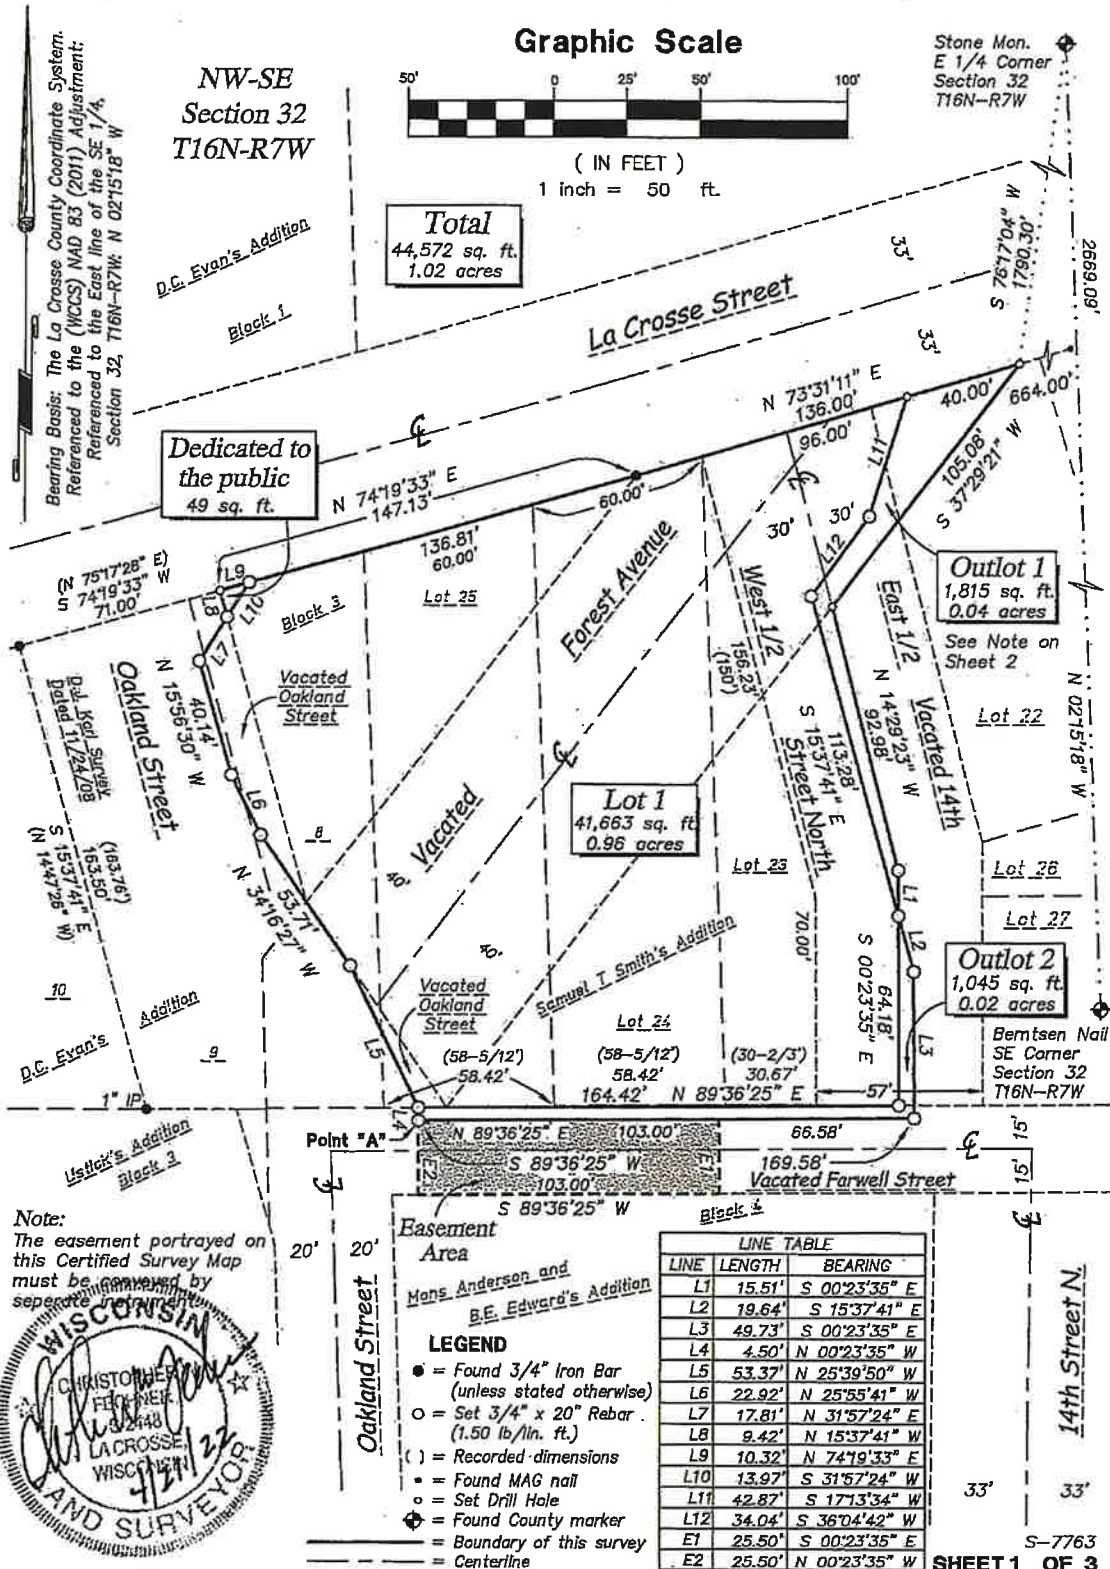 Graphic Scale
50' 0 25' 50' 100'
( IN FEET )
1 inch = 50 ft.
NW-SE
Section 32
T16N-R7W
Stone Mon.
E 1/4 Corner
Section 32
T16N-R7W
Bearing Basis: The La Crosse County Coordinate System.
Referenced to the (WCCS) NAD 83 (2011) Adjustment:
Referenced to the East line of the SE 1/4,
Section 32, T16N-R7W: N 02°15'18" W
Total
44,572 sq. ft.
1.02 acres
D.C. Evan's Addition
Block 1
La Crosse Street
33'
33'
S 76°17'04" W
1790.30'
2669.09'
N 73°31'11" E
136.00'
96.00'
40.00'
664.00'
Dedicated to
the public
49 sq. ft.
N 74°19'33" E
147.13'
136.81'
60.00'
60.00'
(N 75°17'28" E)
S 74°19'33" W
71.00'
L9
L8
L10
L7
L11
L12
105.08'
S 37°29'21" W
30'
30'
Block 3
Lot 25
Forest Avenue
West 1/2
156.23'
(150')
East 1/2
Vacated 14th
Street North
Outlot 1
1,815 sq. ft.
0.04 acres
See Note on
Sheet 2
Lot 22
N 02°15'18" W
Oakland Street
N 15°56'30" W
40.14'
Vacated
Oakland
Street
D.J. Karl Survey
Dated 11/24/08
(163.76')
163.50'
S 15°37'41" E
(N 14°47'26" W)
L6
8
53.71'
N 34°16'27" W
Vacated
40'
40'
Lot 1
41,663 sq. ft.
0.96 acres
Lot 23
S 15°37'41" E
113.28'
N 14°29'23" W
92.98'
70.00'
Lot 26
Lot 27
L1
L2
L3
S 00°23'35" E
64.18'
Outlot 2
1,045 sq. ft.
0.02 acres
Berntsen Nail
SE Corner
Section 32
T16N-R7W
10
D.C. Evan's Addition
9
Vacated
Oakland
Street
Samuel T. Smith's Addition
Lot 24
L5
(58-5/12') (58-5/12') (30-2/3')
58.42' 58.42' 30.67'
164.42' N 89°36'25" E
57'
1" IP
Ustick's Addition
Block 3
Point "A"
L4
N 89°36'25" E 103.00' 66.58'
S 89°36'25" W 169.58'
103.00'
E2
E1
S 89°36'25" W
Vacated Farwell Street
15'
15'
Block 4
Easement
Area
Mons Anderson and
B.E. Edward's Addition
20' 20'
Oakland Street
14th Street N.
33' 33'
Note:
The easement portrayed on
this Certified Survey Map
must be conveyed by
seperate instrument.
WISCONSIN
CHRISTOPHER
FECHNER
S-2448
LA CROSSE,
WISCONSIN
LAND SURVEYOR
4/21/22
LEGEND
= Found 3/4" Iron Bar
(unless stated otherwise)
= Set 3/4" x 20" Rebar
(1.50 lb/lin. ft.)
( ) = Recorded dimensions
= Found MAG nail
= Set Drill Hole
= Found County marker
= Boundary of this survey
= Centerline
LINE TABLE
LINE LENGTH BEARING
L1 15.51' S 00°23'35" E
L2 19.64' S 15°37'41" E
L3 49.73' S 00°23'35" E
L4 4.50' N 00°23'35" W
L5 53.37' N 25°39'50" W
L6 22.92' N 25°55'41" W
L7 17.81' N 31°57'24" E
L8 9.42' N 15°37'41" W
L9 10.32' N 74°19'33" E
L10 13.97' S 31°57'24" W
L11 42.87' S 17°13'34" W
L12 34.04' S 36°04'42" W
E1 25.50' S 00°23'35" E
E2 25.50' N 00°23'35" W
S-7763
SHEET 1 OF 3